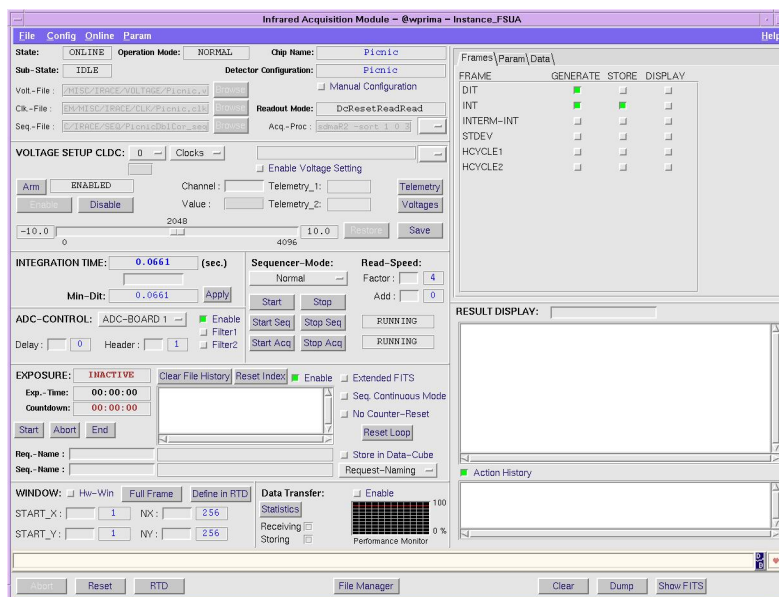 Infrared Acquisition Module - @wprima - Instance_FSUA
File Config Online Param Help
State: ONLINE Operation Mode: NORMAL Chip Name: Picnic
Sub-State: IDLE Detector Configuration: Picnic
Volt-File : /MISC/IRACE/VOLTAGE/Picnic.v Browse Manual Configuration
Clk.-File : EM/MISC/IRACE/CLK/Picnic.clk Browse Readout Mode: DcResetReadRead
Seq.-File : C/IRACE/SEQ/PicnicDblCor_seq Browse Acq.-Proc : sdmaR2 -sort 1 0 3
VOLTAGE SETUP CLDC: 0 Clocks
Enable Voltage Setting
Arm ENABLED Channel : Telemetry_1: Telemetry
Enable Disable Value : Telemetry_2: Voltages
2048
-10.0 10.0 Restore Save
0 4096
INTEGRATION TIME: 0.0661 (sec.) Sequencer-Mode: Read-Speed:
Normal Factor : 4
Min-Dit: 0.0661 Apply Start Stop Add : 0
ADC-CONTROL: ADC-BOARD 1 Enable Start Seq Stop Seq RUNNING
Filter1
Delay : 0 Header : 1 Filter2 Start Acq Stop Acq RUNNING
EXPOSURE: INACTIVE Clear File History Reset Index Enable Extended FITS
Exp.-Time: 00:00:00 Seq. Continuous Mode
Countdown: 00:00:00 No Counter-Reset
Start Abort End Reset Loop
Req.-Name : Store in Data-Cube
Seq.-Name : Request-Naming
WINDOW: Hw-Win Full Frame Define in RTD Data Transfer: Enable
START_X : 1 NX : 256 Statistics 100
Receiving
START_Y : 1 NY : 256 Storing 0 %
Performance Monitor
Frames Param Data
FRAME GENERATE STORE DISPLAY
DIT
INT
INTERM-INT
STDEV
HCYCLE1
HCYCLE2
RESULT DISPLAY:
Action History
Abort Reset RTD File Manager Clear Dump Show FITS